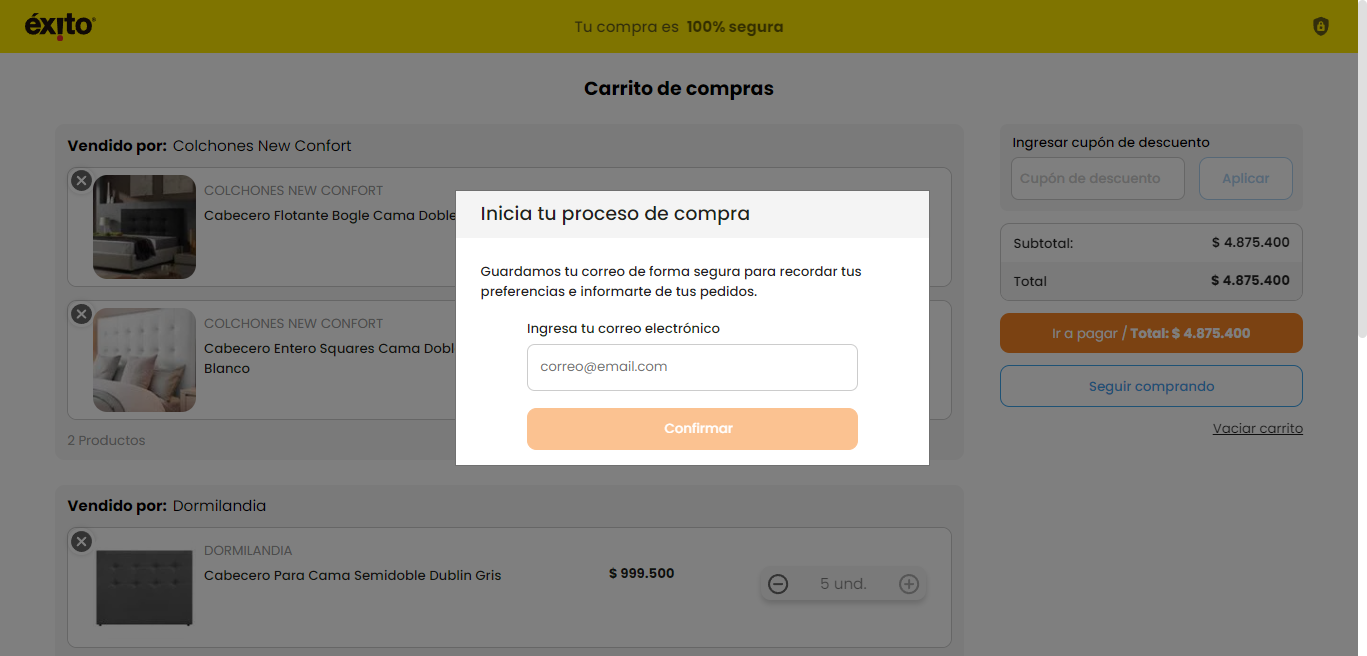 éxito
Tu compra es 100% segura
Carrito de compras
Vendido por: Colchones New Confort
COLCHONES NEW CONFORT
Cabecero Flotante Bogle Cama Doble
COLCHONES NEW CONFORT
Cabecero Entero Squares Cama Dobl
Blanco
2 Productos
Vendido por: Dormilandia
DORMILANDIA
Cabecero Para Cama Semidoble Dublin Gris
$ 999.500
5 und.
Inicia tu proceso de compra
Guardamos tu correo de forma segura para recordar tus
preferencias e informarte de tus pedidos.
Ingresa tu correo electrónico
correo@email.com
Confirmar
Ingresar cupón de descuento
Cupón de descuento
Aplicar
Subtotal: $ 4.875.400
Total $ 4.875.400
Ir a pagar / Total: $ 4.875.400
Seguir comprando
Vaciar carrito